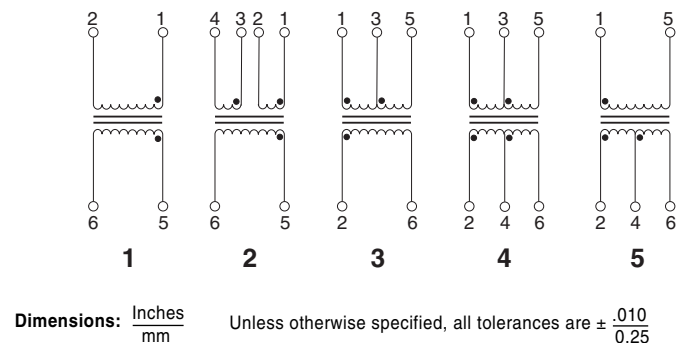 2 1 4 3 2 1 1 3 5 1 3 5 1 5
6 5 6 5 2 6 2 4 6 2 4 6
1 2 3 4 5
Dimensions: Inches/mm Unless otherwise specified, all tolerances are ± .010/0.25